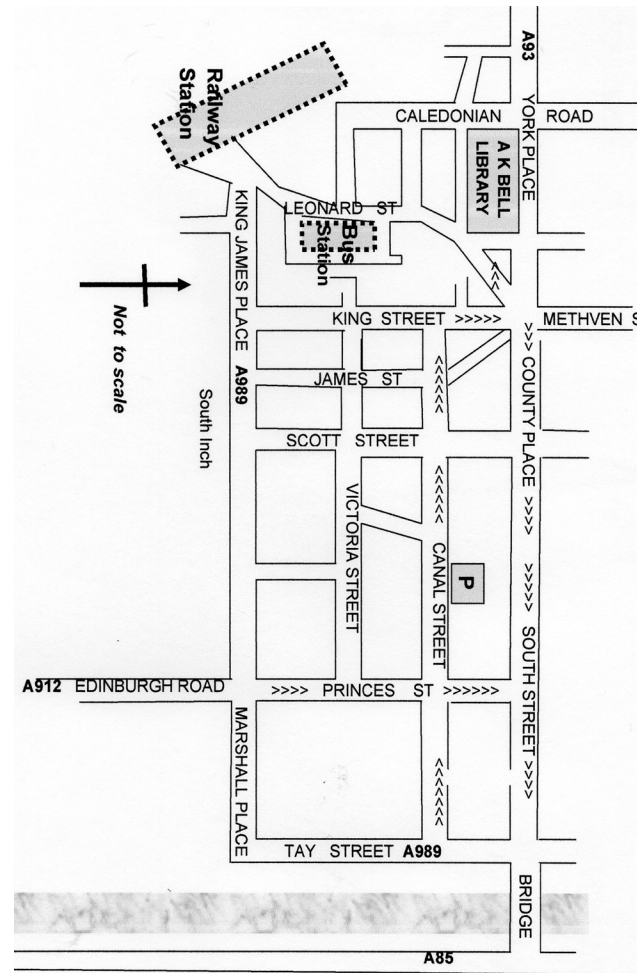 A93
YORK PLACE
Railway
Station
CALEDONIAN ROAD
A K BELL
LIBRARY
LEONARD ST
Bus
Station
<<<
KING JAMES PLACE
Not to scale
KING STREET >>>>>
METHVEN S
>>>
COUNTY PLACE
>>>>
<<<<<<
JAMES ST
A989
South Inch
SCOTT STREET
<<<<<<
VICTORIA STREET
CANAL STREET
P
>>>>>
SOUTH STREET
>>>>
A912 EDINBURGH ROAD
>>>> PRINCES ST >>>>>>
MARSHALL PLACE
<<<<<<<
TAY STREET A989
BRIDGE
A85